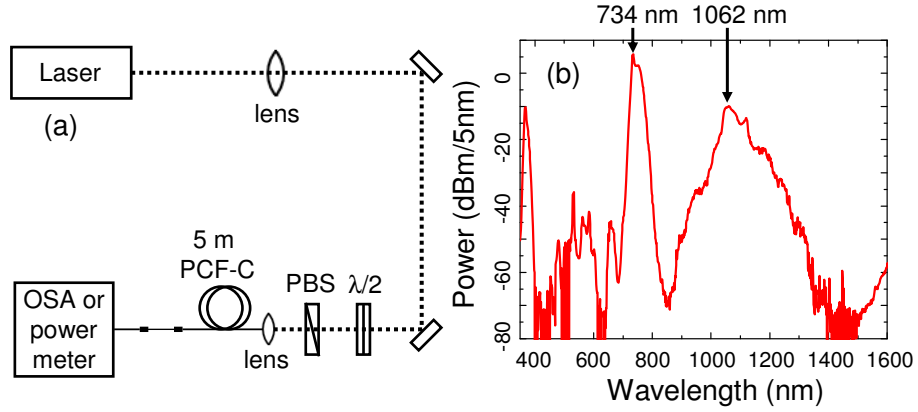 Laser
(a)
lens
5 m
PCF-C
PBS
λ/2
OSA or
power
meter
lens
734 nm
1062 nm
(b)
Power (dBm/5nm)
0
-20
-40
-60
-80
400
600
800
1000
1200
1400
1600
Wavelength (nm)